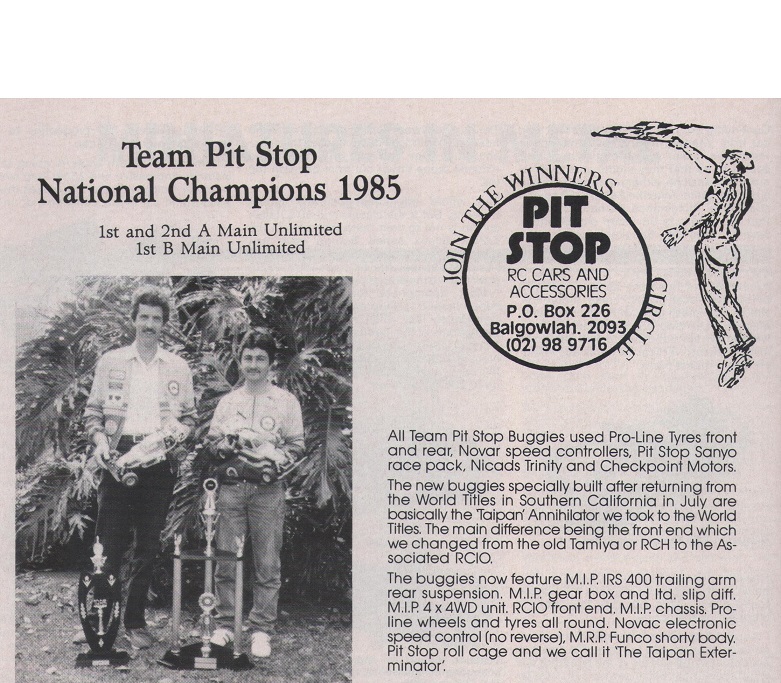 Team Pit Stop
National Champions 1985
1st and 2nd A Main Unlimited
1st B Main Unlimited
JOIN THE WINNERS
CIRCLE
PIT
STOP
RC CARS AND
ACCESSORIES
P.O. Box 226
Balgowlah. 2093
(02) 98 9716
All Team Pit Stop Buggies used Pro-Line Tyres front
and rear, Novar speed controllers, Pit Stop Sanyo
race pack, Nicads Trinity and Checkpoint Motors.
The new buggies specially built after returning from
the World Titles in Southern California in July are
basically the 'Taipan' Annihilator we took to the World
Titles. The main difference being the front end which
we changed from the old Tamiya or RCH to the As-
sociated RCIO.
The buggies now feature M.I.P. IRS 400 trailing arm
rear suspension. M.I.P. gear box and ltd. slip diff.
M.I.P. 4 x 4WD unit. RCIO front end. M.I.P. chassis. Pro-
line wheels and tyres all round. Novac electronic
speed control (no reverse), M.R.P. Funco shorty body.
Pit Stop roll cage and we call it 'The Taipan Exter-
minator'.